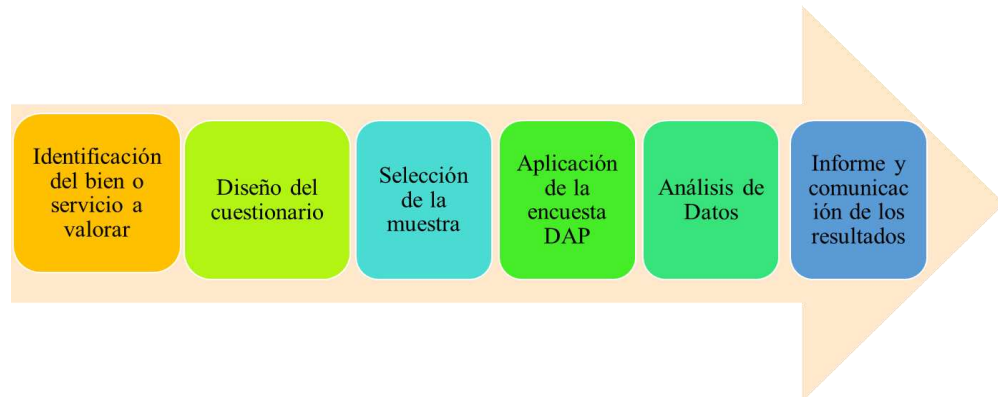 Identificación
del bien o
servicio a
valorar
Diseño del
cuestionario
Selección
de la
muestra
Aplicación
de la
encuesta
DAP
Análisis de
Datos
Informe y
comunicac
ión de los
resultados